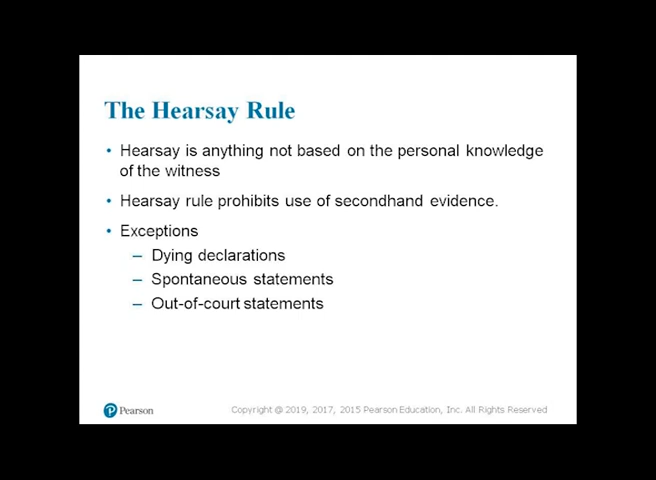 The Hearsay Rule
• Hearsay is anything not based on the personal knowledge
of the witness
• Hearsay rule prohibits use of secondhand evidence.
• Exceptions
– Dying declarations
– Spontaneous statements
– Out-of-court statements
P Pearson
Copyright @ 2019, 2017, 2015 Pearson Education, Inc. All Rights Reserved